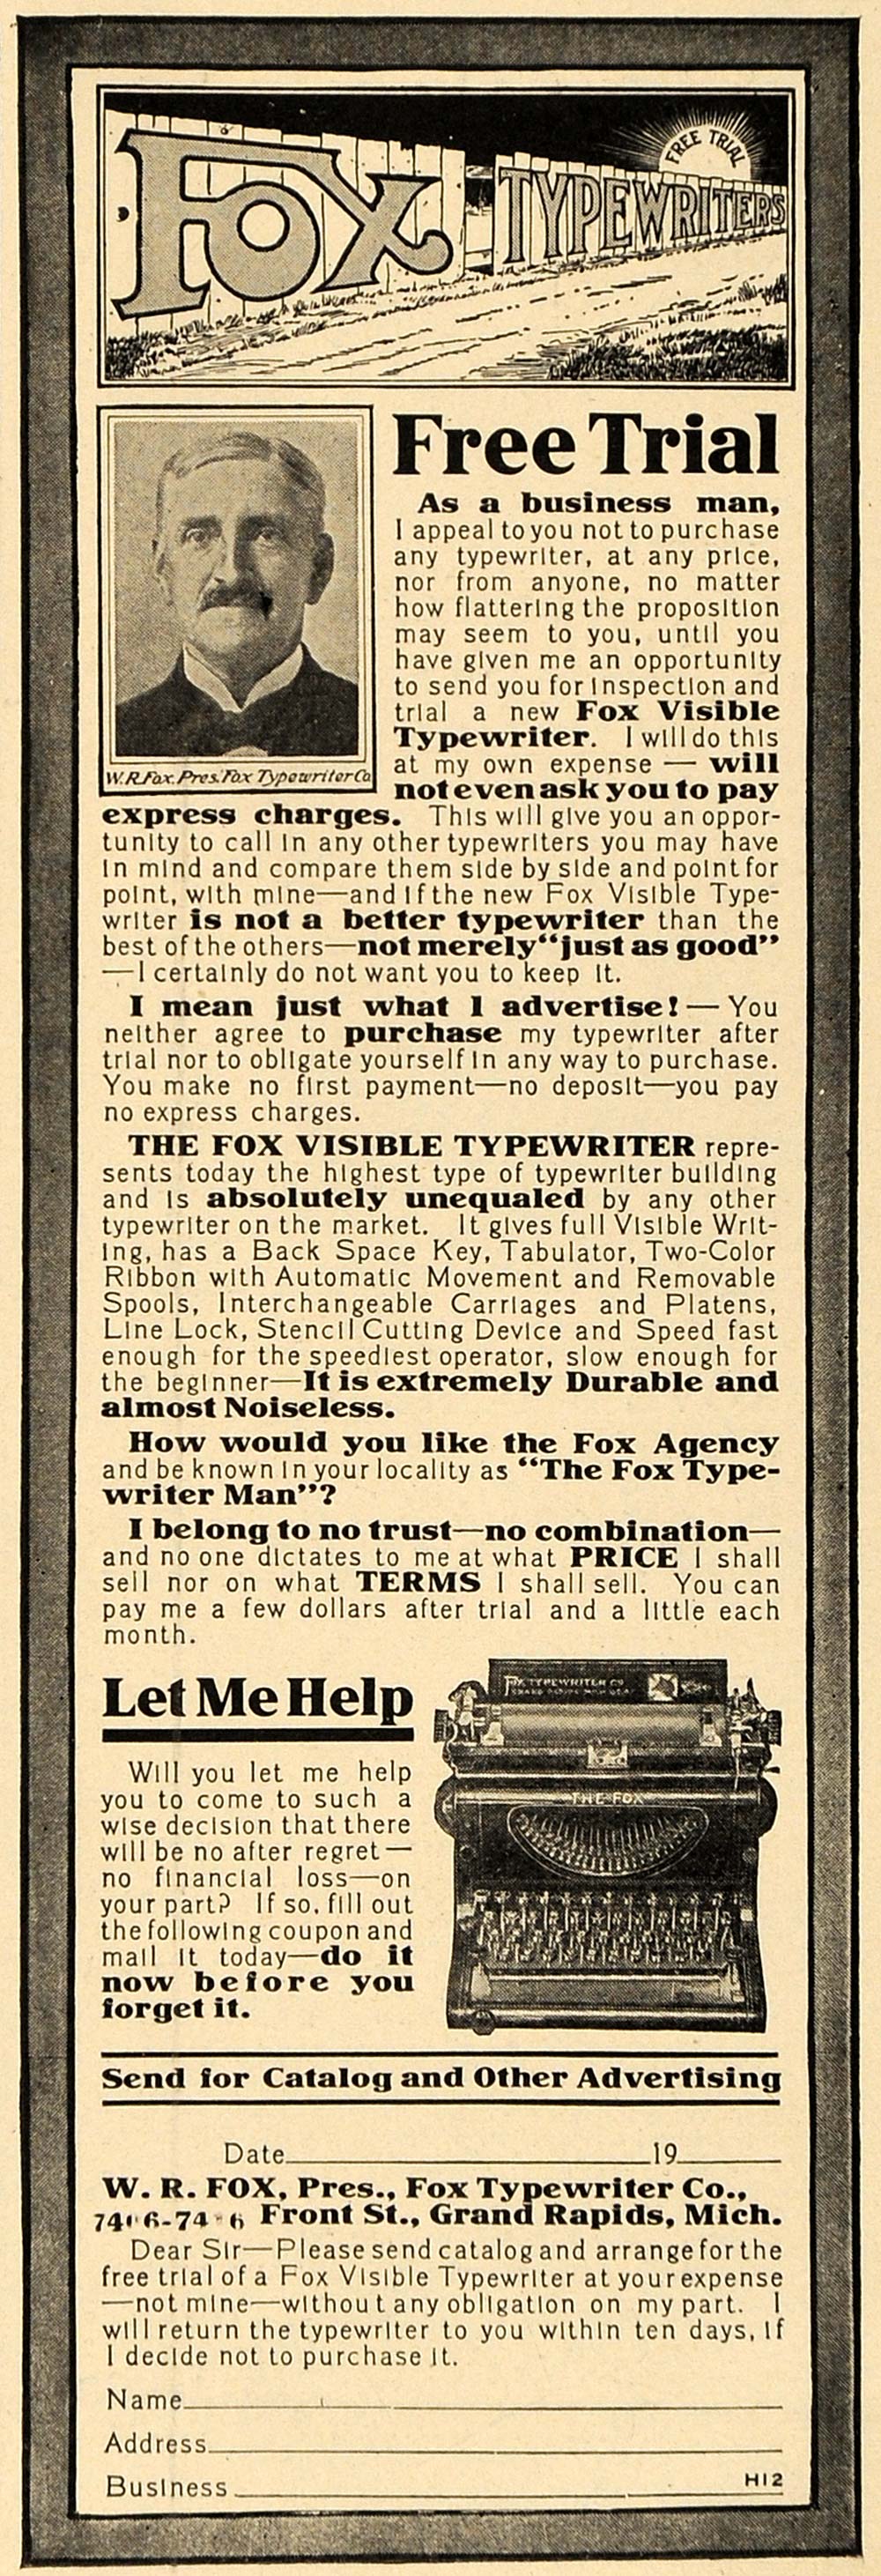 FOX TYPEWRITERS
FREE TRIAL
W.R.Fox. Pres. Fox Typewriter Co.
Free Trial
As a business man,
I appeal to you not to purchase
any typewriter, at any price,
nor from anyone, no matter
how flattering the proposition
may seem to you, until you
have given me an opportunity
to send you for inspection and
trial a new Fox Visible
Typewriter. I will do this
at my own expense — will
not even ask you to pay
express charges. This will give you an oppor-
tunity to call in any other typewriters you may have
in mind and compare them side by side and point for
point, with mine—and if the new Fox Visible Type-
writer is not a better typewriter than the
best of the others—not merely "just as good"
—I certainly do not want you to keep it.
I mean just what I advertise! — You
neither agree to purchase my typewriter after
trial nor to obligate yourself in any way to purchase.
You make no first payment—no deposit—you pay
no express charges.
THE FOX VISIBLE TYPEWRITER repre-
sents today the highest type of typewriter building
and is absolutely unequaled by any other
typewriter on the market. It gives full Visible Writ-
ing, has a Back Space Key, Tabulator, Two-Color
Ribbon with Automatic Movement and Removable
Spools, Interchangeable Carriages and Platens,
Line Lock, Stencil Cutting Device and Speed fast
enough for the speediest operator, slow enough for
the beginner—It is extremely Durable and
almost Noiseless.
How would you like the Fox Agency
and be known in your locality as "The Fox Type-
writer Man"?
I belong to no trust—no combination—
and no one dictates to me at what PRICE I shall
sell nor on what TERMS I shall sell. You can
pay me a few dollars after trial and a little each
month.
Let Me Help
Will you let me help
you to come to such a
wise decision that there
will be no after regret—
no financial loss—on
your part? If so, fill out
the following coupon and
mail it today—do it
now before you
forget it.
FOX TYPEWRITER CO.
THE FOX
Send for Catalog and Other Advertising
Date 19
W. R. FOX, Pres., Fox Typewriter Co.,
Front St., Grand Rapids, Mich.
Dear Sir—Please send catalog and arrange for the
free trial of a Fox Visible Typewriter at your expense
—not mine—without any obligation on my part. I
will return the typewriter to you within ten days, if
I decide not to purchase it.
Name
Address
Business
H12